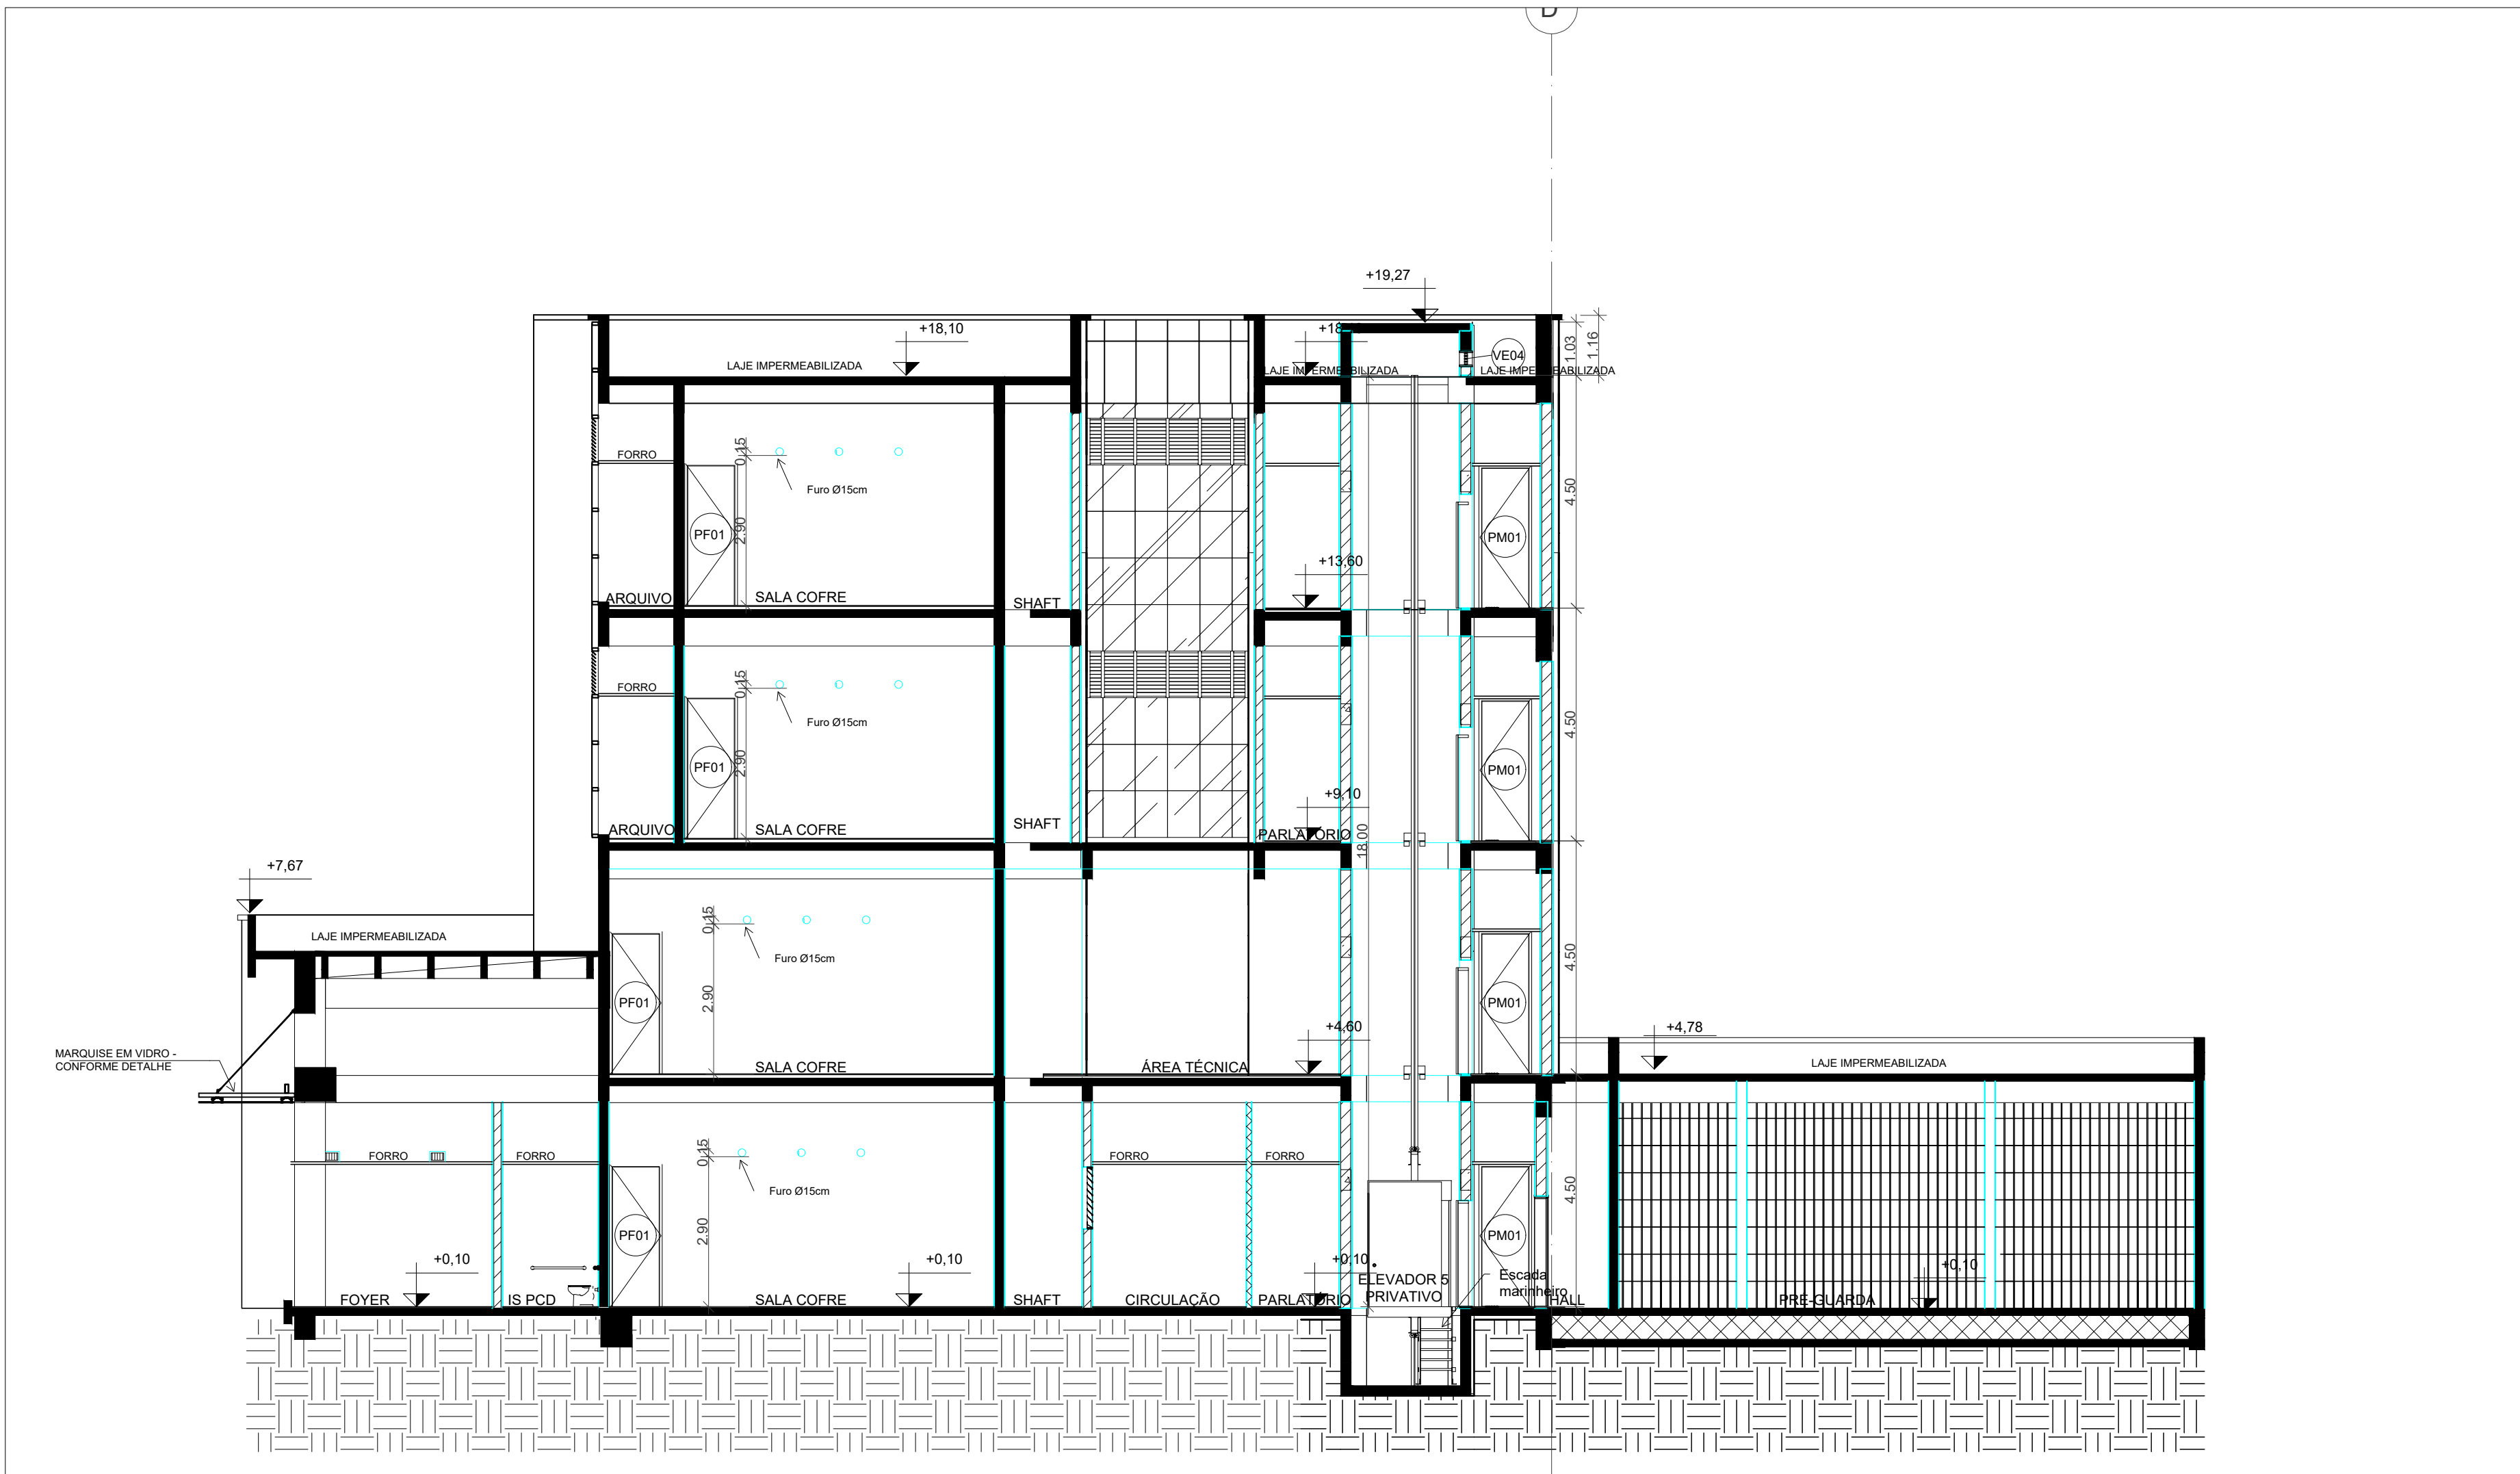 D
+19,27
+18,10
+18,10
1.03
1.16
VE04
LAJE IMPERMEABILIZADA
LAJE IMPERMEABILIZADA
LAJE IMPERMEABILIZADA
FORRO
0.15
Furo Ø15cm
4.50
PF01
2.90
PM01
+13,60
ARQUIVO
SALA COFRE
SHAFT
FORRO
0.15
Furo Ø15cm
4.50
PF01
2.90
PM01
+9,10
ARQUIVO
SALA COFRE
SHAFT
PARLATÓRIO
18.00
+7,67
LAJE IMPERMEABILIZADA
0.15
Furo Ø15cm
4.50
PF01
2.90
PM01
+4,60
+4,78
MARQUISE EM VIDRO -
CONFORME DETALHE
SALA COFRE
ÁREA TÉCNICA
LAJE IMPERMEABILIZADA
FORRO
FORRO
0.15
FORRO
FORRO
Furo Ø15cm
4.50
PF01
2.90
PM01
+0,10
+0,10
+0,10
+0,10
ELEVADOR 5
PRIVATIVO
Escada
marinheiro
FOYER
IS PCD
SALA COFRE
SHAFT
CIRCULAÇÃO
PARLATÓRIO
HALL
PRÉ-GUARDA